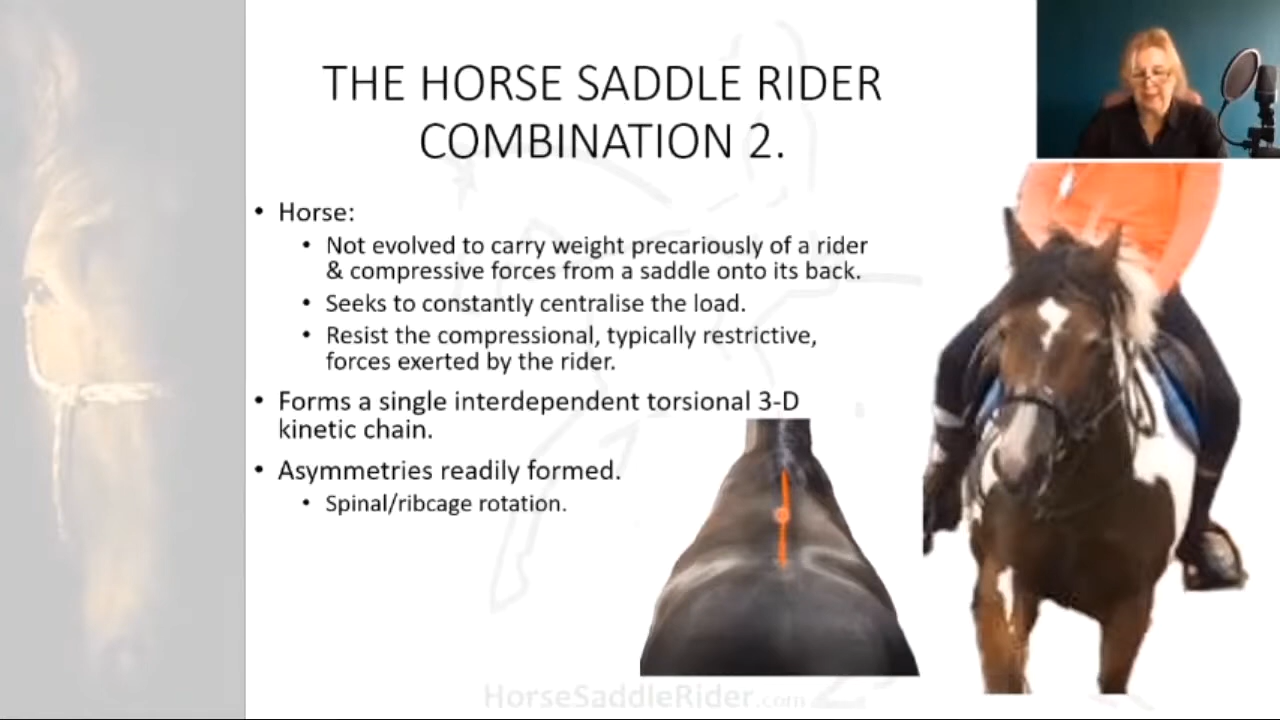 THE HORSE SADDLE RIDER
COMBINATION 2.
• Horse:
• Not evolved to carry weight precariously of a rider
& compressive forces from a saddle onto its back.
• Seeks to constantly centralise the load.
• Resist the compressional, typically restrictive,
forces exerted by the rider.
• Forms a single interdependent torsional 3-D
kinetic chain.
• Asymmetries readily formed.
• Spinal/ribcage rotation.
HorseSaddleRider.com